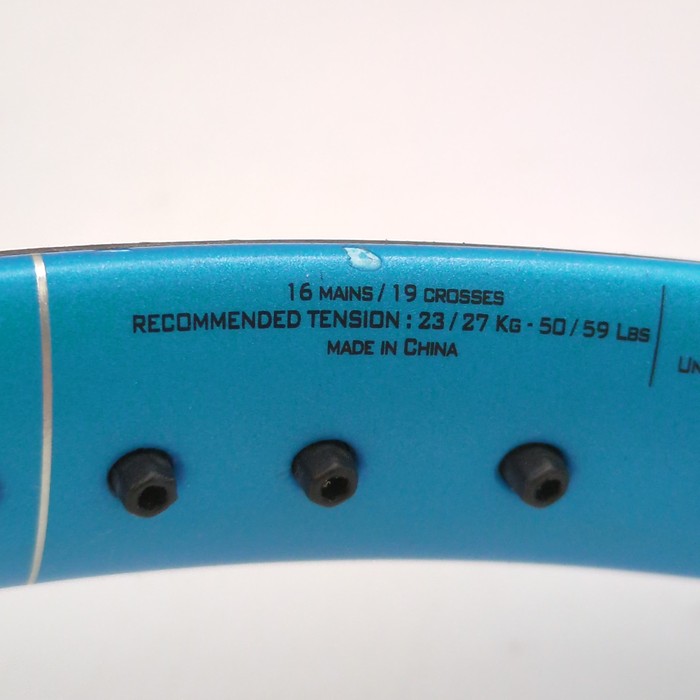 16 MAINS / 19 CROSSES
RECOMMENDED TENSION : 23 / 27 KG - 50 / 59 LBS
MADE IN CHINA